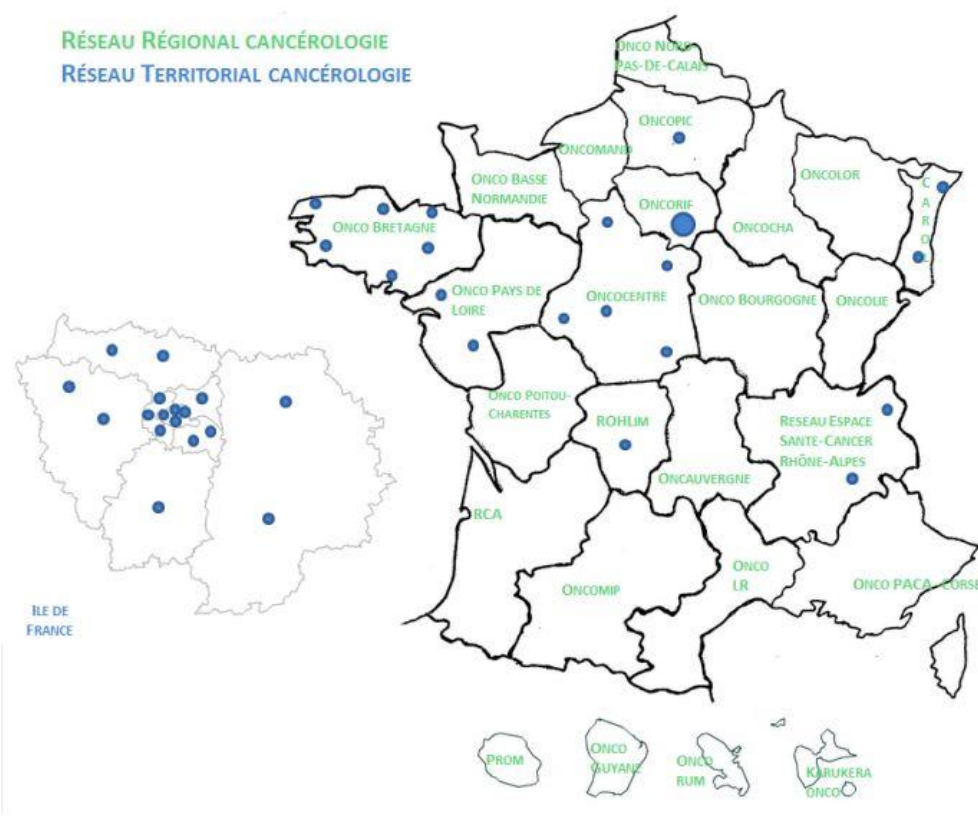 RÉSEAU RÉGIONAL CANCÉROLOGIE
RÉSEAU TERRITORIAL CANCÉROLOGIE
ONCO NORD-
PAS-DE-CALAIS
ONCOPIC
ONCOMAND
ONCO BASSE
NORMANDIE
ONCORIF
ONCOLOR
CAROL
ONCOCHA
ONCO BRETAGNE
ONCO PAYS DE
LOIRE
ONCOCENTRE
ONCO BOURGOGNE
ONCOLIE
ONCO POITOU-
CHARENTES
ROHLIM
RESEAU ESPACE
SANTE-CANCER
RHÔNE-ALPES
ONCAUVERGNE
RCA
ONCOMIP
ONCO
LR
ONCO PACA-CORSE
ILE DE
FRANCE
PROM
ONCO
GUYANE
ONCO
RUM
KARUKERA
ONCO